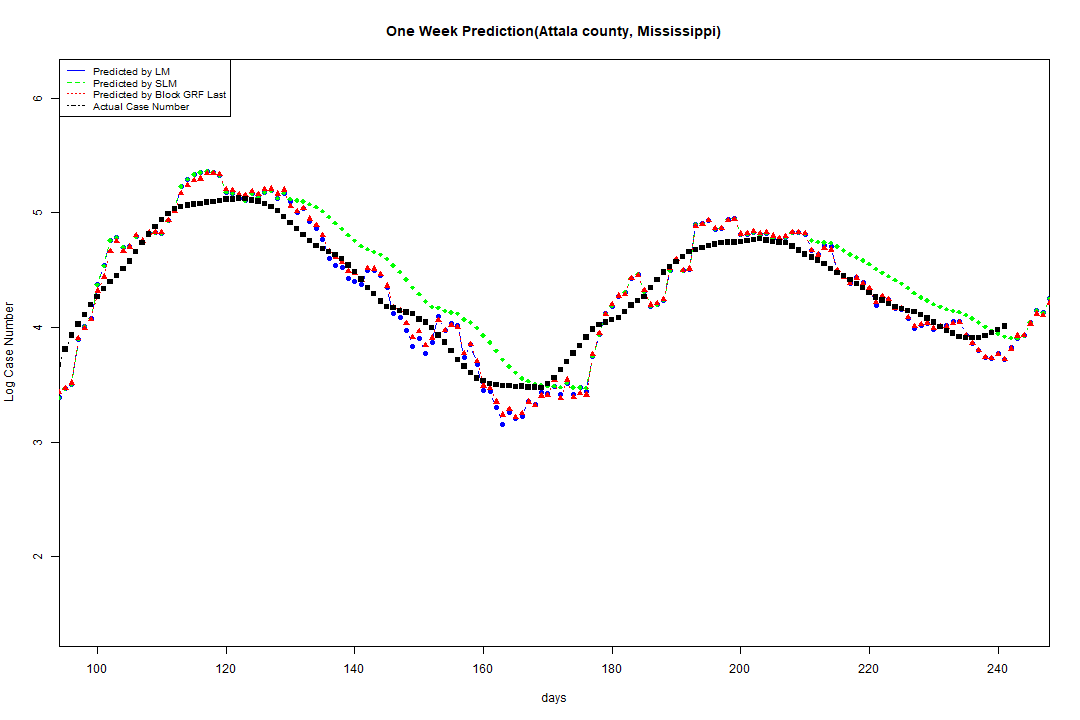 One Week Prediction(Attala county, Mississippi)
Predicted by LM
Predicted by SLM
Predicted by Block GRF Last
Actual Case Number
6
5
4
3
2
Log Case Number
100 120 140 160 180 200 220 240
days